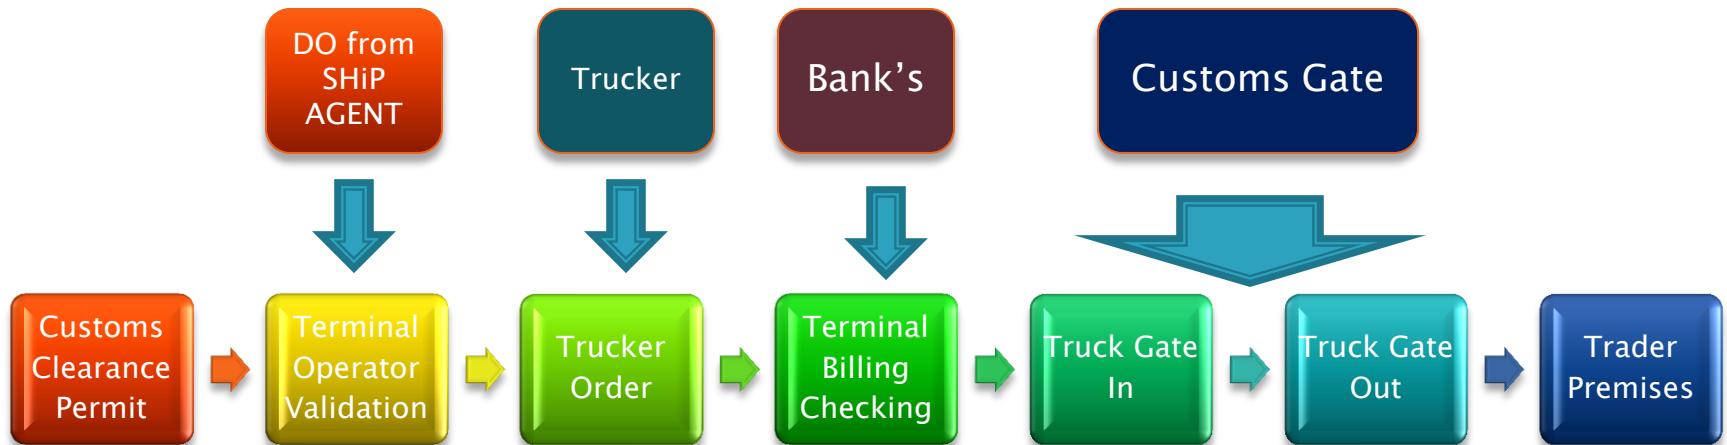 DO from
SHiP
AGENT
Trucker
Bank’s
Customs Gate
Customs
Clearance
Permit
Terminal
Operator
Validation
Trucker
Order
Terminal
Billing
Checking
Truck Gate
In
Truck Gate
Out
Trader
Premises